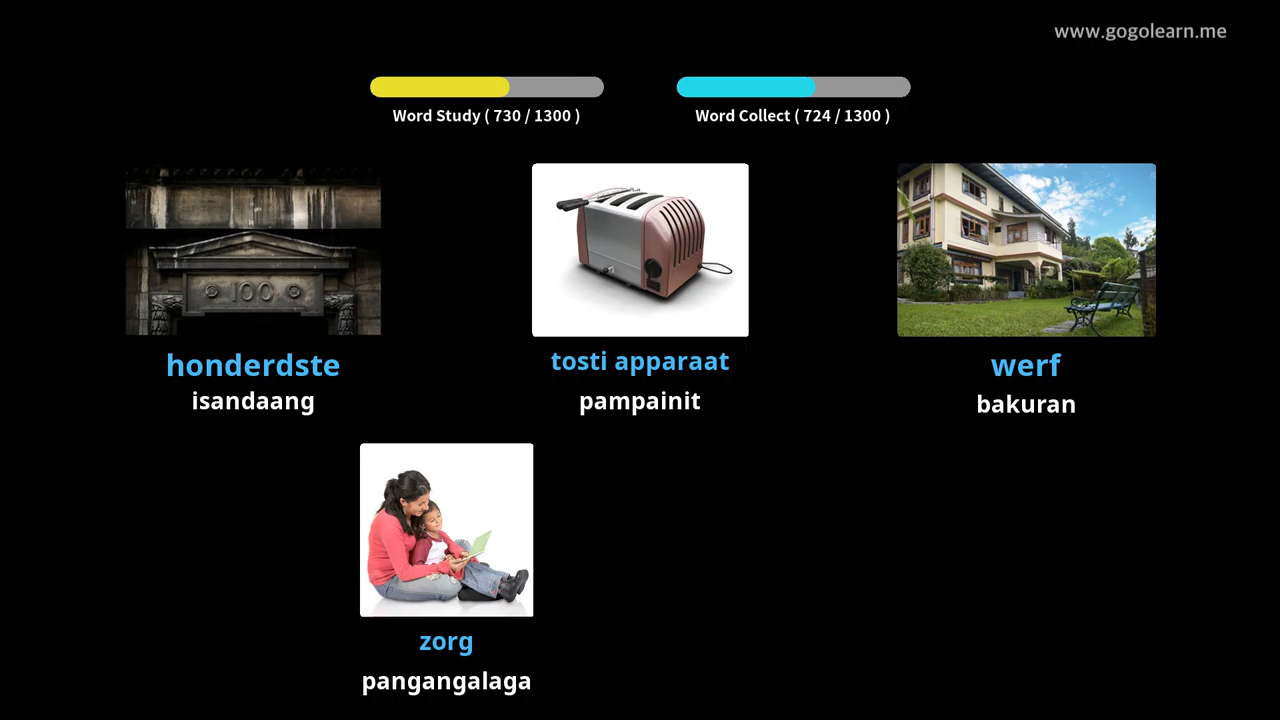 www.gogolearn.me
Word Study ( 730 / 1300 )
Word Collect ( 724 / 1300 )
100
honderdste
isandaang
tosti apparaat
pampainit
werf
bakuran
zorg
pangangalaga